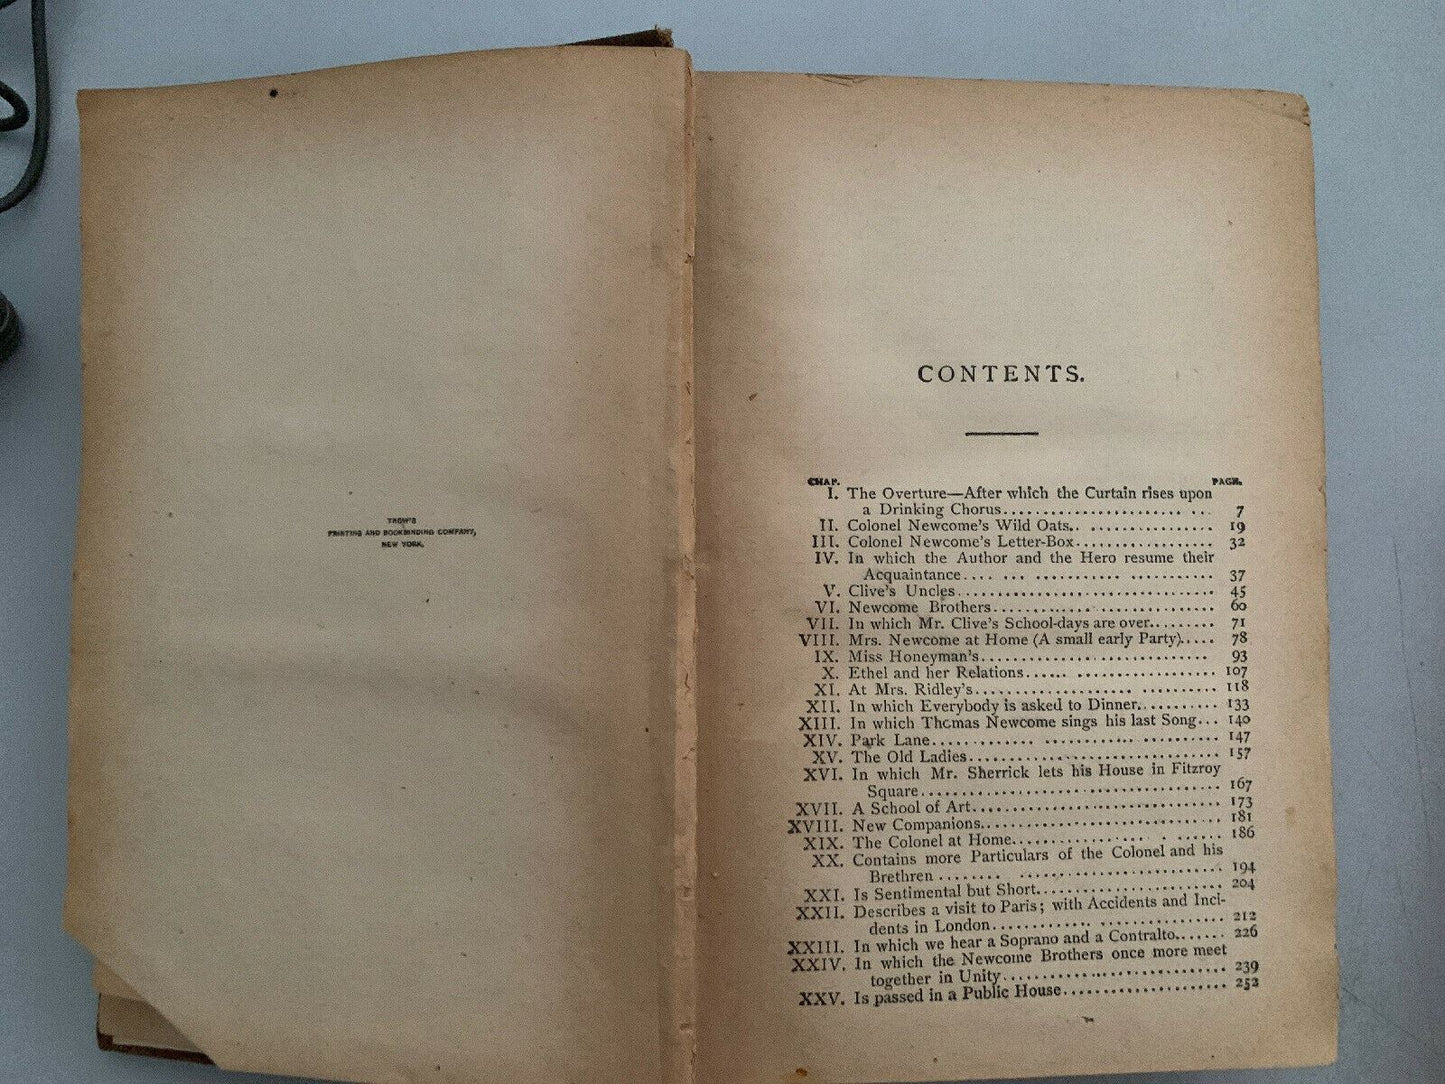 TROW'S
PRINTING AND BOOKBINDING COMPANY,
NEW YORK.
CONTENTS.
CHAP. PAGE.
I. The Overture—After which the Curtain rises upon
a Drinking Chorus........................ ... 7
II. Colonel Newcome's Wild Oats.. ................ 19
III. Colonel Newcome's Letter-Box.................. 32
IV. In which the Author and the Hero resume their
Acquaintance.... ... ........... ........... 37
V. Clive's Uncles................................. 45
VI. Newcome Brothers............ ............... 60
VII. In which Mr. Clive's School-days are over......... 71
VIII. Mrs. Newcome at Home (A small early Party)..... 78
IX. Miss Honeyman's............................. 93
X. Ethel and her Relations...... .................. 107
XI. At Mrs. Ridley's.................... .......... 118
XII. In which Everybody is asked to Dinner........... 133
XIII. In which Thomas Newcome sings his last Song... 140
XIV. Park Lane............. ............ .......... 147
XV. The Old Ladies................................ 157
XVI. In which Mr. Sherrick lets his House in Fitzroy
Square...................................... 167
XVII. A School of Art................................ 173
XVIII. New Companions............................... 181
XIX. The Colonel at Home................. . ...... 186
XX. Contains more Particulars of the Colonel and his
Brethren ........ .......................... 194
XXI. Is Sentimental but Short........................ 204
XXII. Describes a visit to Paris; with Accidents and Inci-
dents in London............ ................ 212
XXIII. In which we hear a Soprano and a Contralto....... 226
XXIV. In which the Newcome Brothers once more meet
together in Unity............................ 239
XXV. Is passed in a Public House..................... 252